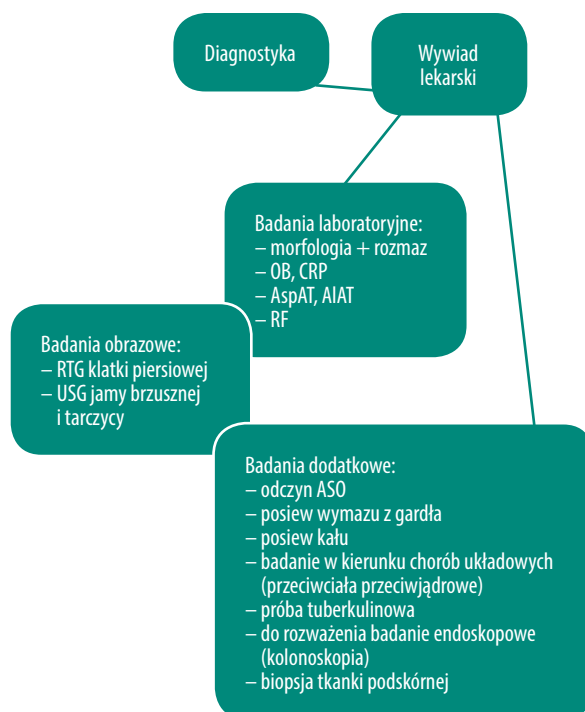 Diagnostyka
Wywiad
lekarski
Badania laboratoryjne:
– morfologia + rozmaz
– OB, CRP
– AspAT, AlAT
– RF
Badania obrazowe:
– RTG klatki piersiowej
– USG jamy brzusznej
i tarczycy
Badania dodatkowe:
– odczyn ASO
– posiew wymazu z gardła
– posiew kału
– badanie w kierunku chorób układowych
(przeciwciała przeciwjądrowe)
– próba tuberkulinowa
– do rozważenia badanie endoskopowe
(kolonoskopia)
– biopsja tkanki podskórnej